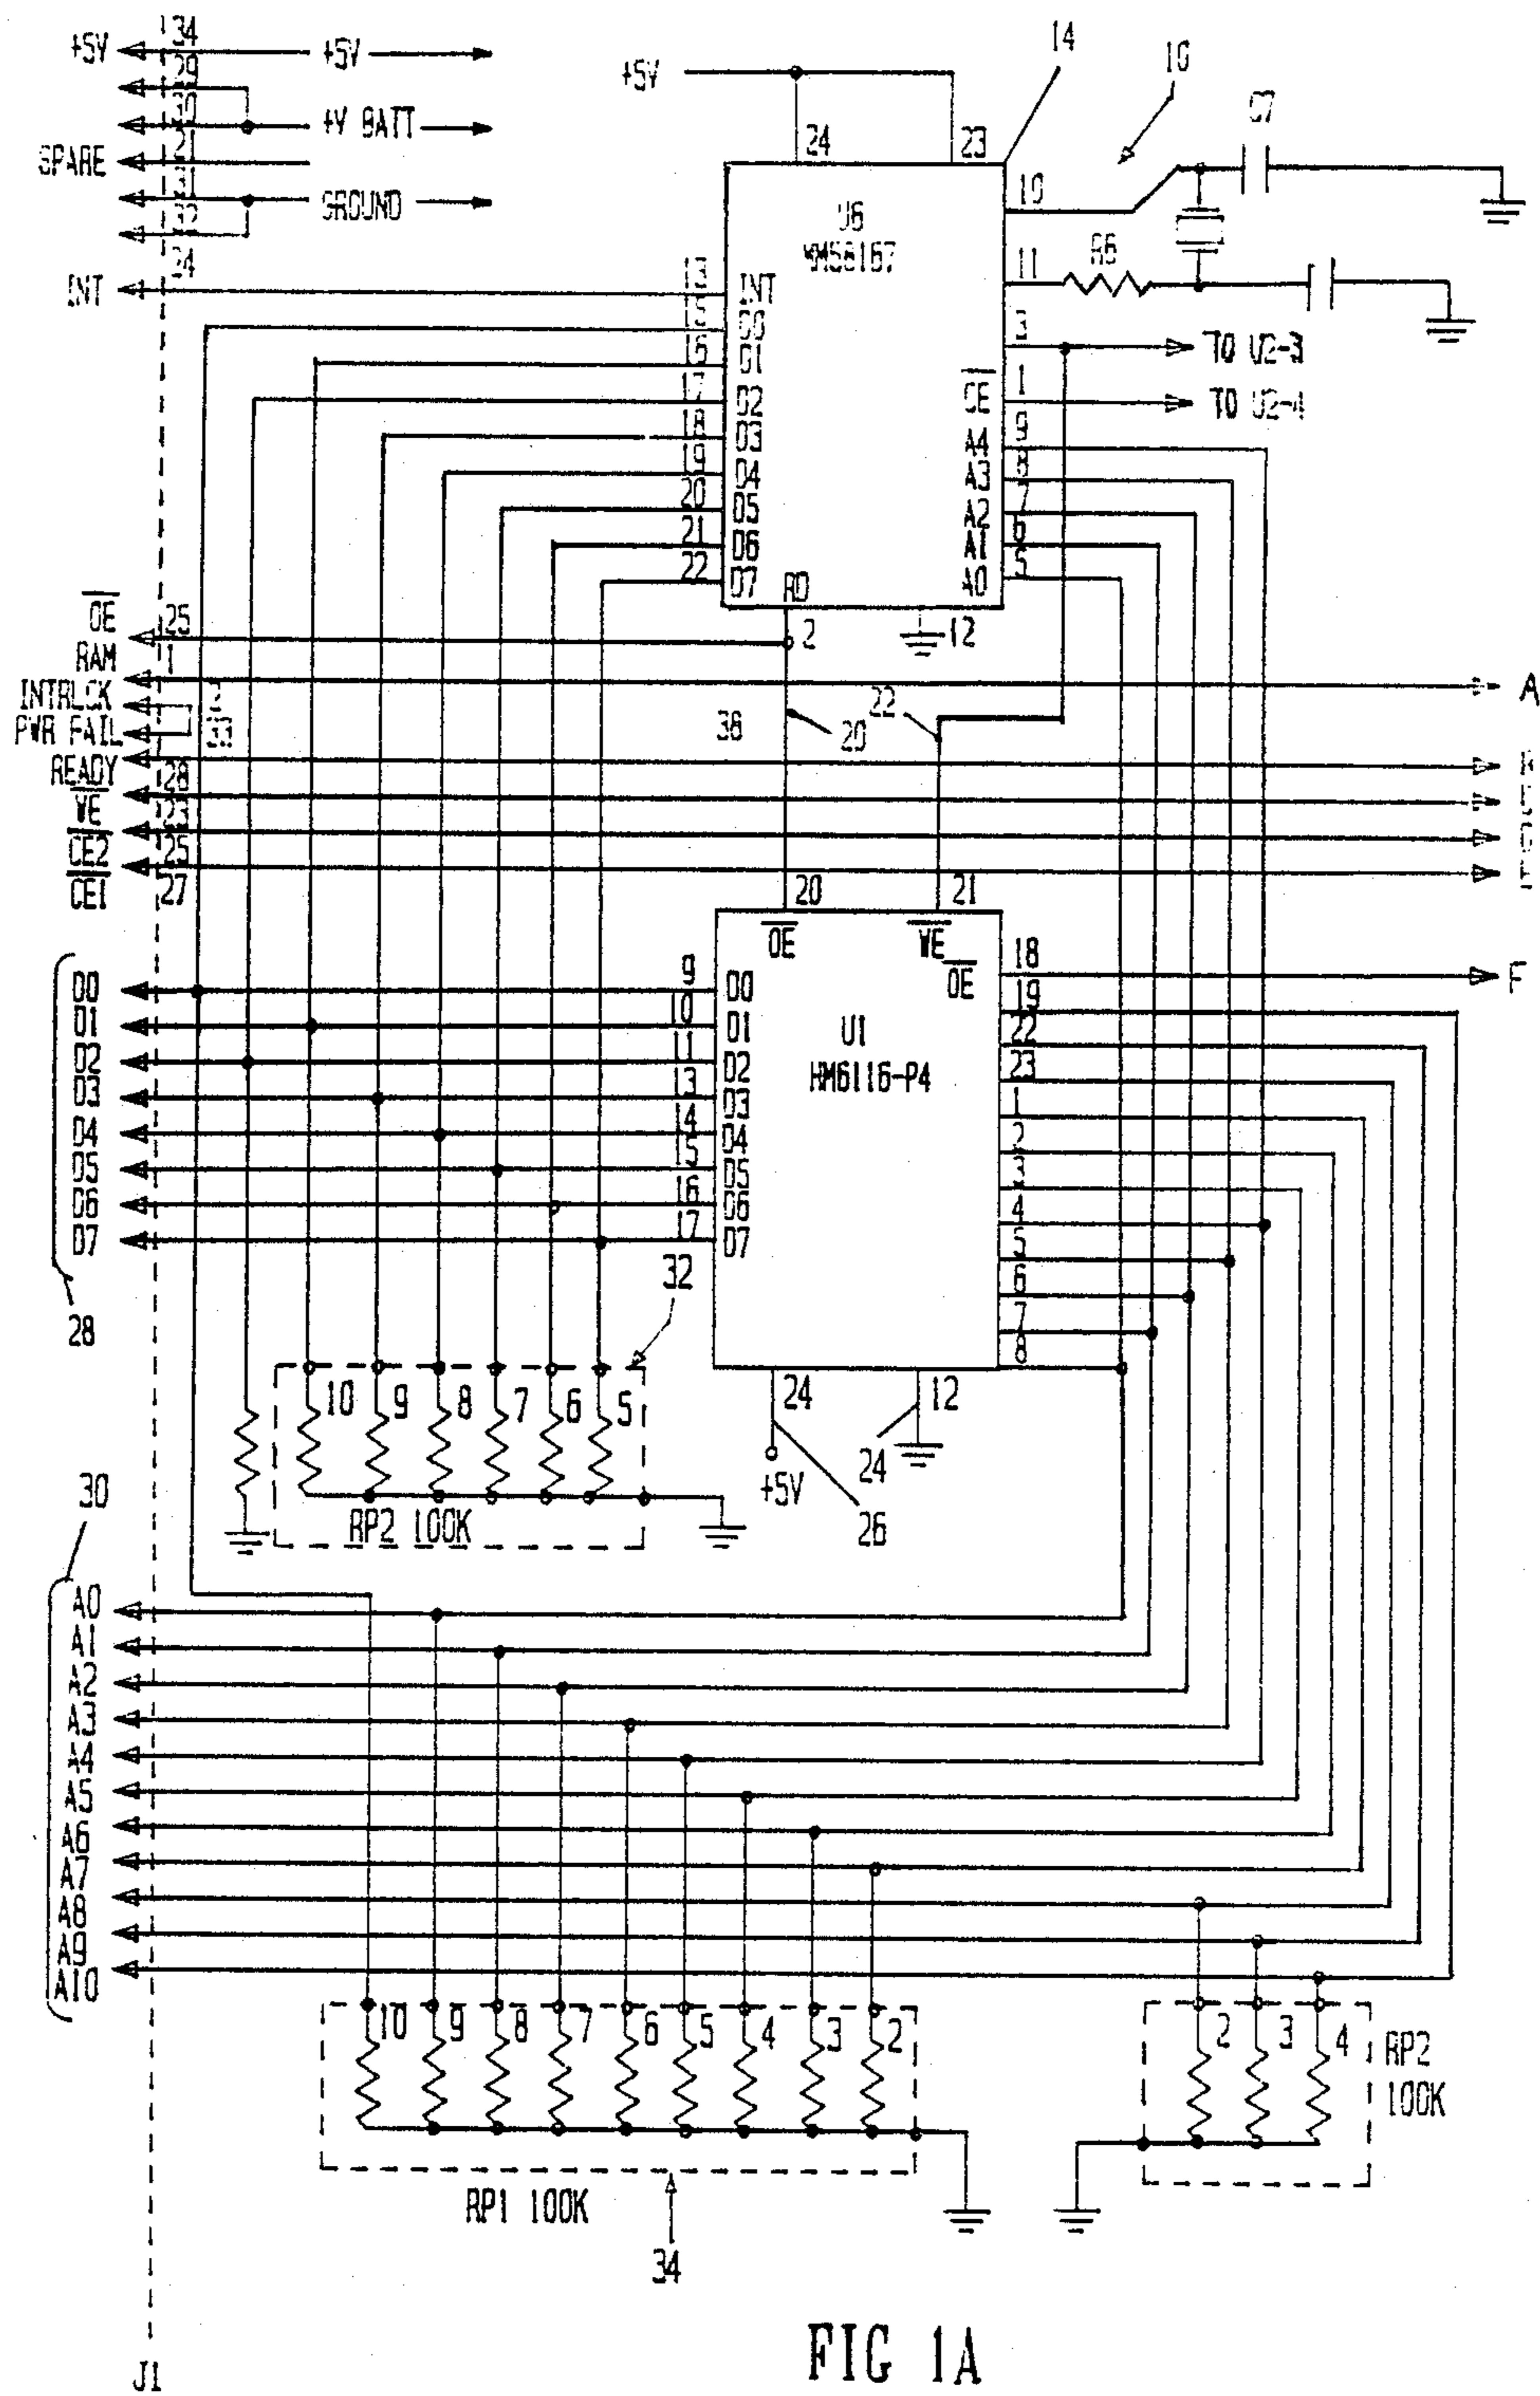 34
+5V +5V
29
30
+V BATT
21
SPARE
31
GROUND
32
24
INT
+5V
24 23
14
10
C7
U6
MM58167
10
11 R6
13 INT
D0
16 D1
17 D2
18 D3
19 D4
20 D5
21 D6
22 D7
RD
2
12
3 TO U2-3
CE 1 TO U2-4
A4 9
A3 8
A2 7
A1 6
A0 5
OE 25
RAM 1
INTRLCK 2
PWR FAIL 33
READY
28
WE
23
CE2 25
CE1 27
A
36
20
22
20 21
OE WE
OE 18 F
19
22
23
1
2
3
4
5
6
7
8
U1
HM6116-P4
D0 9 D0
D1 10 D1
D2 11 D2
D3 13 D3
D4 14 D4
D5 15 D5
D6 16 D6
D7 17 D7
28
32
10 9 8 7 6 5
RP2 100K
24
+5V
12
24
26
30
A0
A1
A2
A3
A4
A5
A6
A7
A8
A9
A10
10 9 8 7 6 5 4 3 2
RP1 100K
34
2 3 4
RP2
100K
J1
FIG 1A